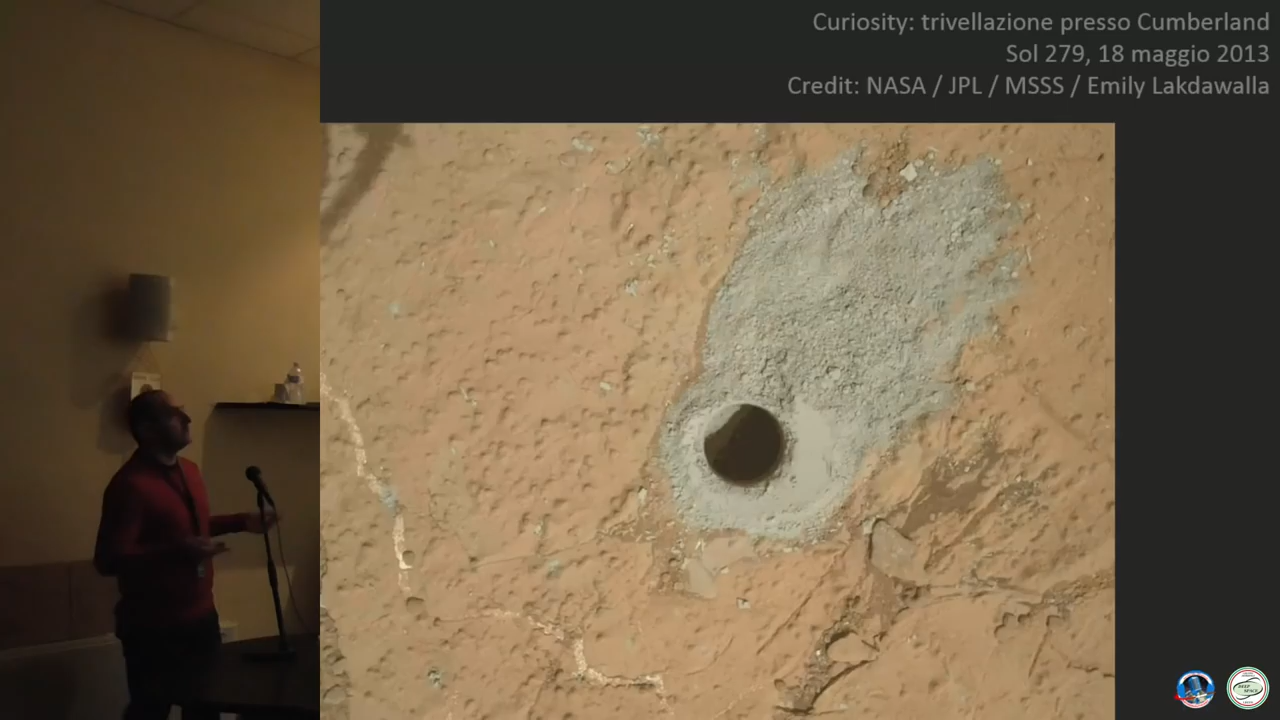 Curiosity: trivellazione presso Cumberland
Sol 279, 18 maggio 2013
Credit: NASA / JPL / MSSS / Emily Lakdawalla